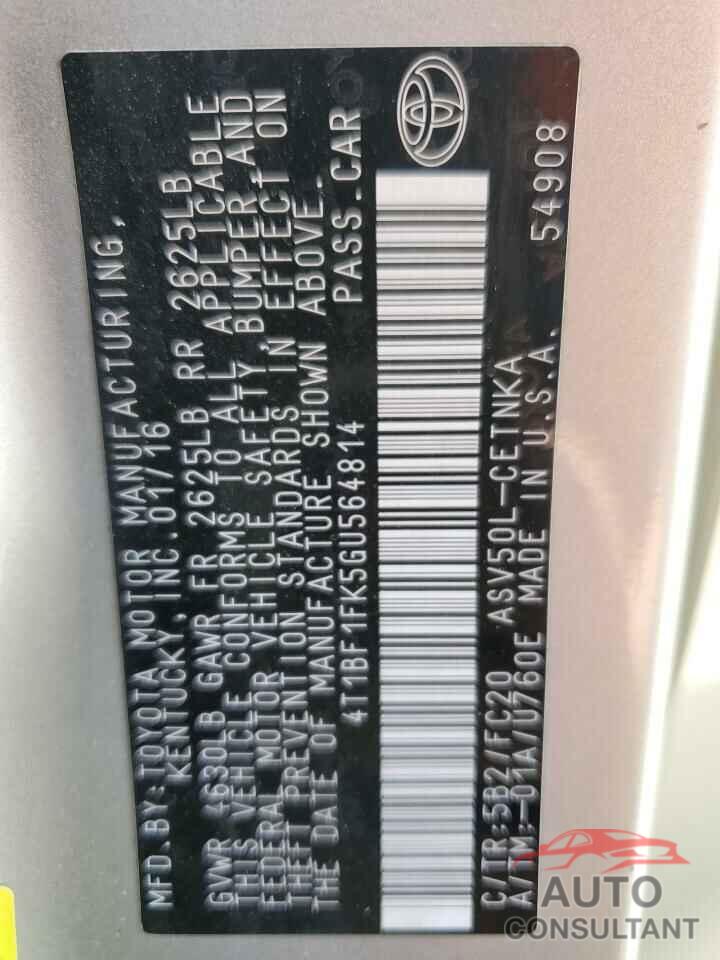 MFD.BY:TOYOTA MOTOR MANUFACTURING,
KENTUCKY, INC.01/16
GVWR 4630LB GAWR FR 2625LB RR 2625LB
THIS VEHICLE CONFORMS TO ALL APPLICABLE
FEDERAL MOTOR VEHICLE SAFETY, BUMPER AND
THEFT PREVENTION STANDARDS IN EFFECT ON
THE DATE OF MANUFACTURE SHOWN ABOVE.
4T1BF1FK5GU564814 PASS.CAR
C/TR:5B2/FC20 ASV50L-CETNKA 54908
A/TM:-01A/U760E MADE IN U.S.A.
AUTO
CONSULTANT